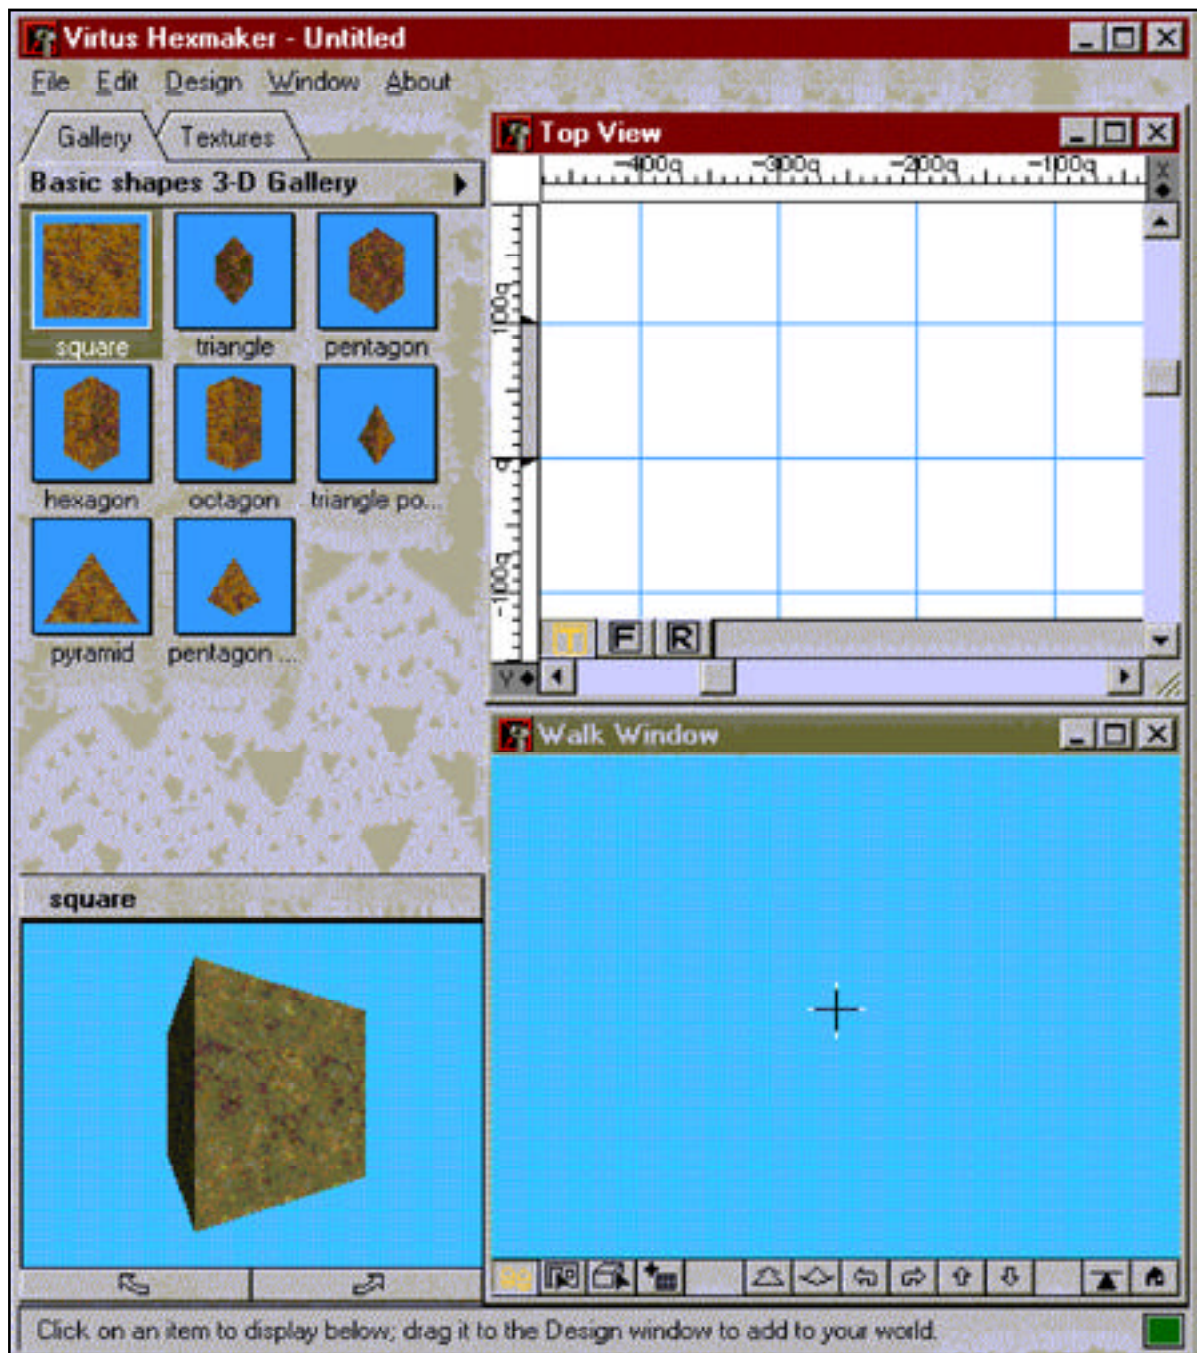 Virtus Hexmaker - Untitled
File Edit Design Window About
Gallery Textures
Basic shapes 3-D Gallery
square triangle pentagon
hexagon octagon triangle po...
pyramid pentagon ...
Top View
-400q -300q -200q -100q
X
100q
q
-100q
T F R
Y
Walk Window
square
Click on an item to display below; drag it to the Design window to add to your world.